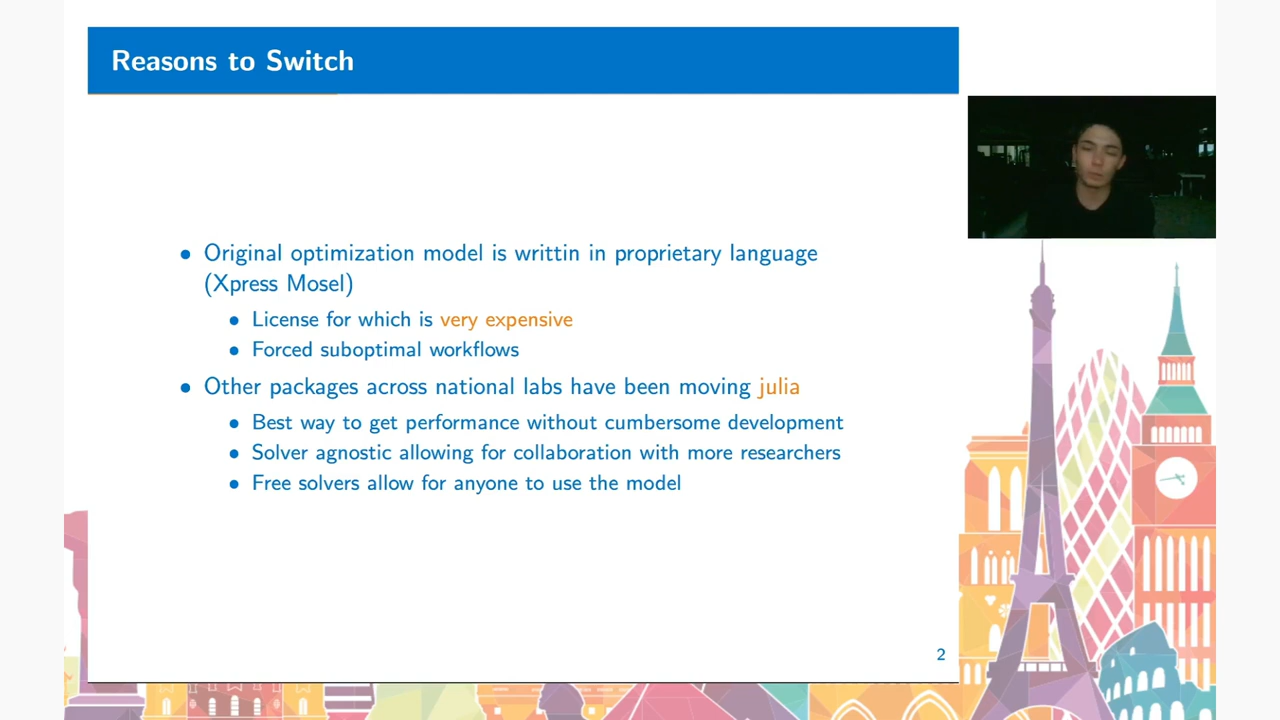 Reasons to Switch
• Original optimization model is writtin in proprietary language
(Xpress Mosel)
• License for which is very expensive
• Forced suboptimal workflows
• Other packages across national labs have been moving julia
• Best way to get performance without cumbersome development
• Solver agnostic allowing for collaboration with more researchers
• Free solvers allow for anyone to use the model
2